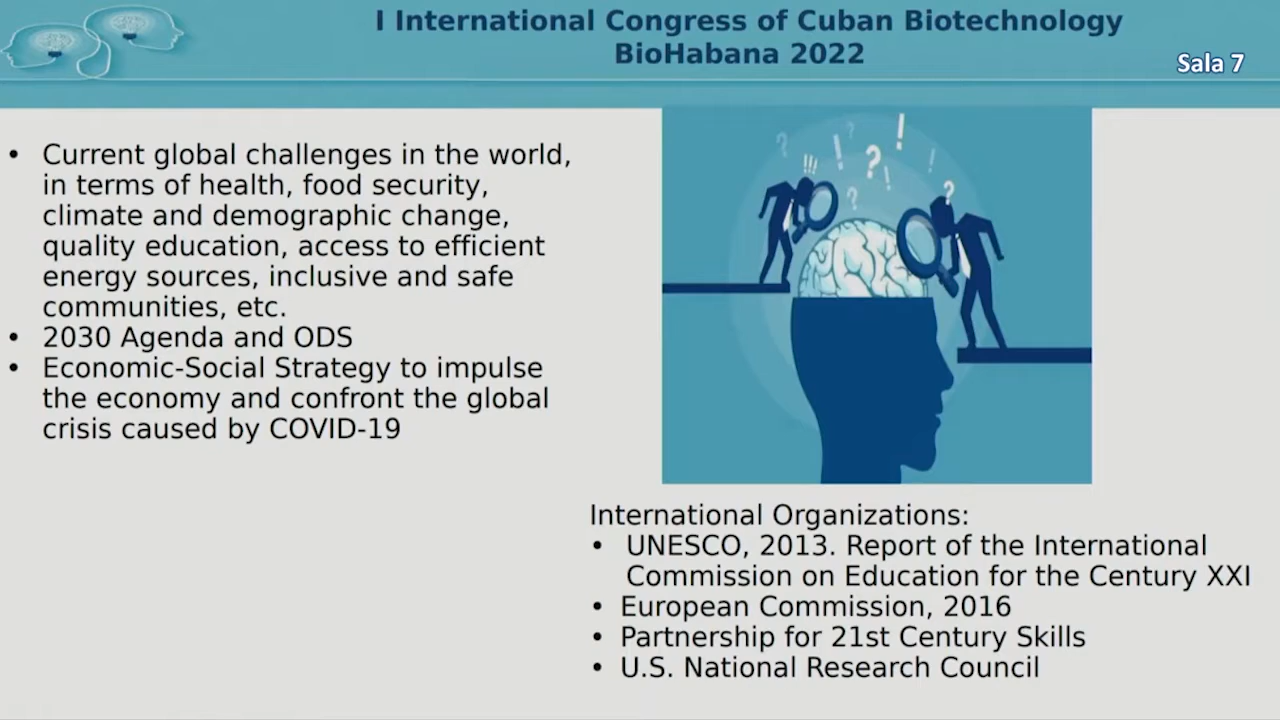 I International Congress of Cuban Biotechnology
BioHabana 2022
Sala 7
• Current global challenges in the world,
in terms of health, food security,
climate and demographic change,
quality education, access to efficient
energy sources, inclusive and safe
communities, etc.
• 2030 Agenda and ODS
• Economic-Social Strategy to impulse
the economy and confront the global
crisis caused by COVID-19
International Organizations:
• UNESCO, 2013. Report of the International
Commission on Education for the Century XXI
• European Commission, 2016
• Partnership for 21st Century Skills
• U.S. National Research Council